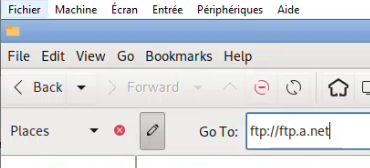 Fichier Machine Écran Entrée Périphériques Aide
File Edit View Go Bookmarks Help
Back Forward
Places Go To: ftp://ftp.a.net